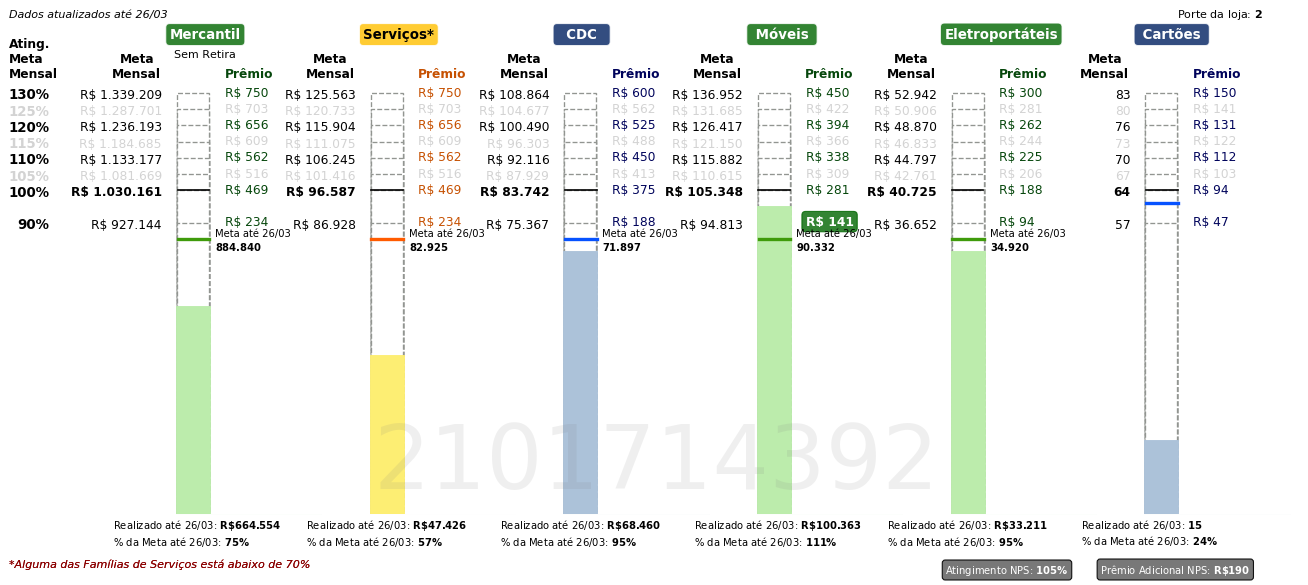 Dados atualizados até 26/03
Porte da loja: 2
Mercantil Serviços* CDC Móveis Eletroportáteis Cartões
Sem Retira
Ating. Meta Mensal
Meta Mensal Prêmio Meta Mensal Prêmio Meta Mensal Prêmio Meta Mensal Prêmio Meta Mensal Prêmio Meta Mensal Prêmio
130% R$ 1.339.209 R$ 750 R$ 125.563 R$ 750 R$ 108.864 R$ 600 R$ 136.952 R$ 450 R$ 52.942 R$ 300 83 R$ 150
125% R$ 1.287.701 R$ 703 R$ 120.733 R$ 703 R$ 104.677 R$ 562 R$ 131.685 R$ 422 R$ 50.906 R$ 281 80 R$ 141
120% R$ 1.236.193 R$ 656 R$ 115.904 R$ 656 R$ 100.490 R$ 525 R$ 126.417 R$ 394 R$ 48.870 R$ 262 76 R$ 131
115% R$ 1.184.685 R$ 609 R$ 111.075 R$ 609 R$ 96.303 R$ 488 R$ 121.150 R$ 366 R$ 46.833 R$ 244 73 R$ 122
110% R$ 1.133.177 R$ 562 R$ 106.245 R$ 562 R$ 92.116 R$ 450 R$ 115.882 R$ 338 R$ 44.797 R$ 225 70 R$ 112
105% R$ 1.081.669 R$ 516 R$ 101.416 R$ 516 R$ 87.929 R$ 413 R$ 110.615 R$ 309 R$ 42.761 R$ 206 67 R$ 103
100% R$ 1.030.161 R$ 469 R$ 96.587 R$ 469 R$ 83.742 R$ 375 R$ 105.348 R$ 281 R$ 40.725 R$ 188 64 R$ 94
90% R$ 927.144 R$ 234 R$ 86.928 R$ 234 R$ 75.367 R$ 188 R$ 94.813 R$ 141 R$ 36.652 R$ 94 57 R$ 47
Meta até 26/03 Meta até 26/03 Meta até 26/03 Meta até 26/03 Meta até 26/03
884.840 82.925 71.897 90.332 34.920
2101714392
Realizado até 26/03: R$664.554 Realizado até 26/03: R$47.426 Realizado até 26/03: R$68.460 Realizado até 26/03: R$100.363 Realizado até 26/03: R$33.211 Realizado até 26/03: 15
% da Meta até 26/03: 75% % da Meta até 26/03: 57% % da Meta até 26/03: 95% % da Meta até 26/03: 111% % da Meta até 26/03: 95% % da Meta até 26/03: 24%
*Alguma das Famílias de Serviços está abaixo de 70%
Atingimento NPS: 105% Prêmio Adicional NPS: R$190